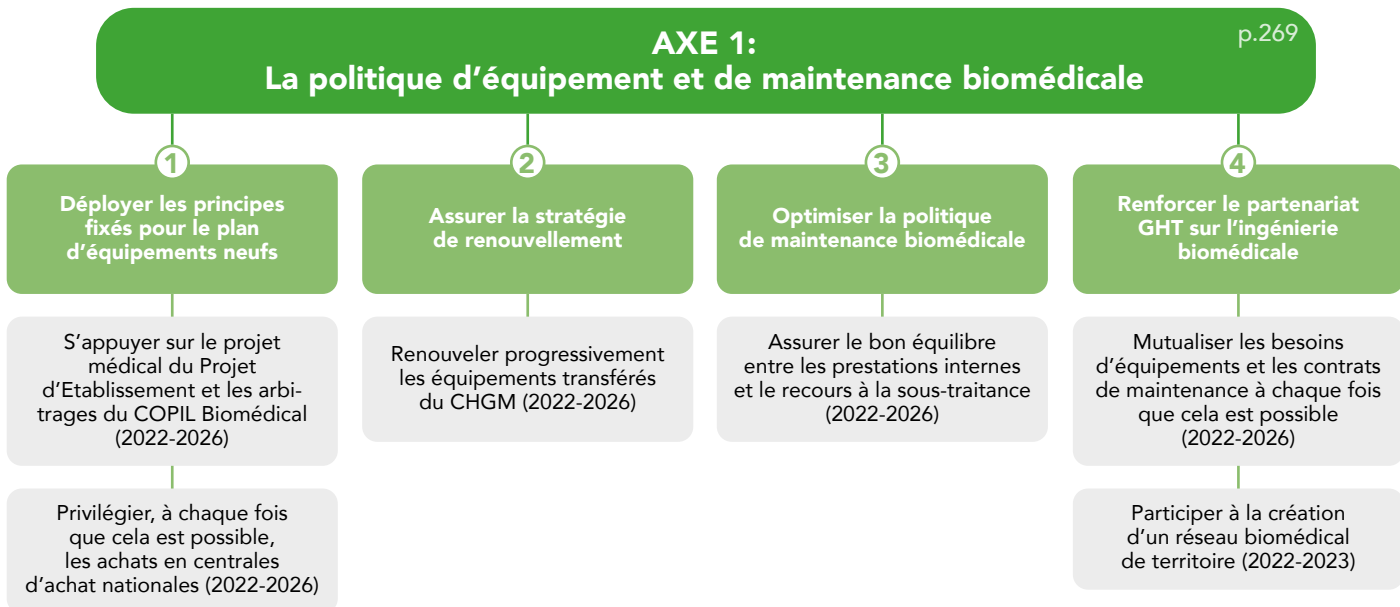 AXE 1:
p.269
La politique d'équipement et de maintenance biomédicale
1
Déployer les principes
fixés pour le plan
d'équipements neufs
S'appuyer sur le projet
médical du Projet
d'Etablissement et les arbi-
trages du COPIL Biomédical
(2022-2026)
Privilégier, à chaque fois
que cela est possible,
les achats en centrales
d'achat nationales (2022-2026)
2
Assurer la stratégie
de renouvellement
Renouveler progressivement
les équipements transférés
du CHGM (2022-2026)
3
Optimiser la politique
de maintenance biomédicale
Assurer le bon équilibre
entre les prestations internes
et le recours à la sous-traitance
(2022-2026)
4
Renforcer le partenariat
GHT sur l'ingénierie
biomédicale
Mutualiser les besoins
d'équipements et les contrats
de maintenance à chaque fois
que cela est possible
(2022-2026)
Participer à la création
d'un réseau biomédical
de territoire (2022-2023)